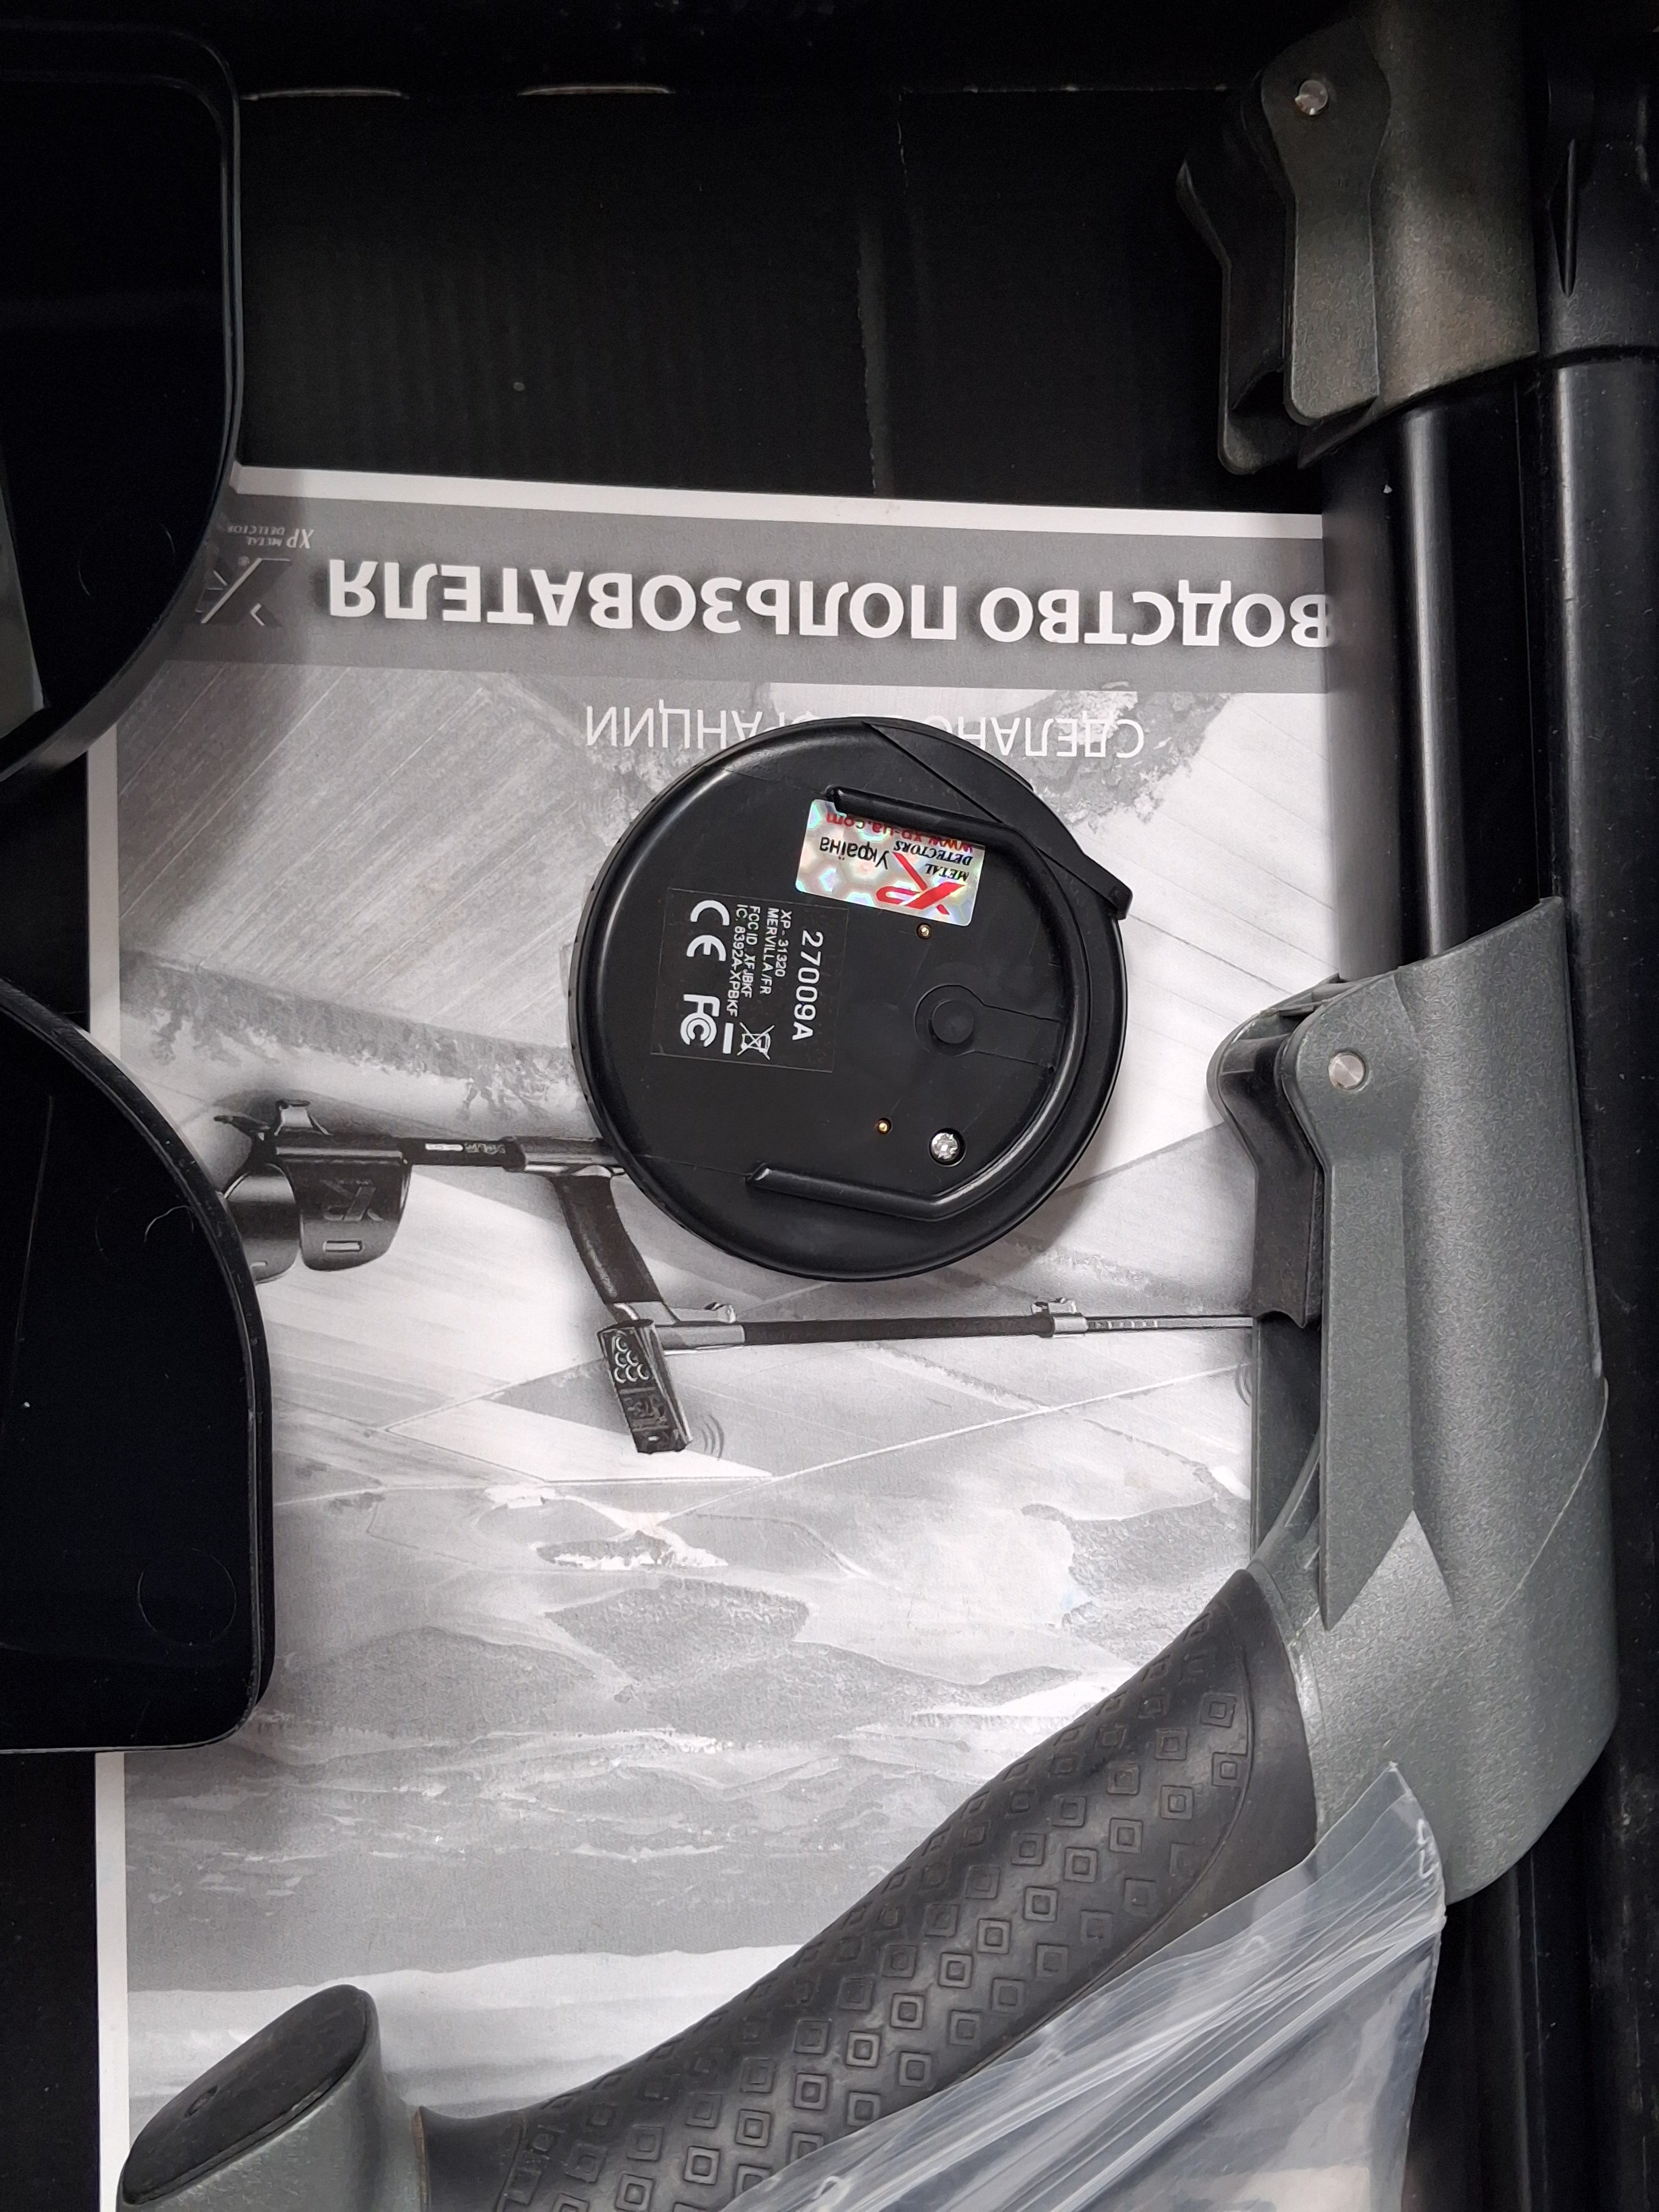 ВОДСТВО ПОЛЬЗОВАТЕЛЯ
XP METAL DETECTOR
СДЕЛАНО АНЦИИ
XP METAL
DETECTORS
Україна
www.xp-ua.com
27009A
XP - 31320
MERVILLA /FR
FCC ID XFJBKF
IC: 8392A-XPBKF
CE FC
XP